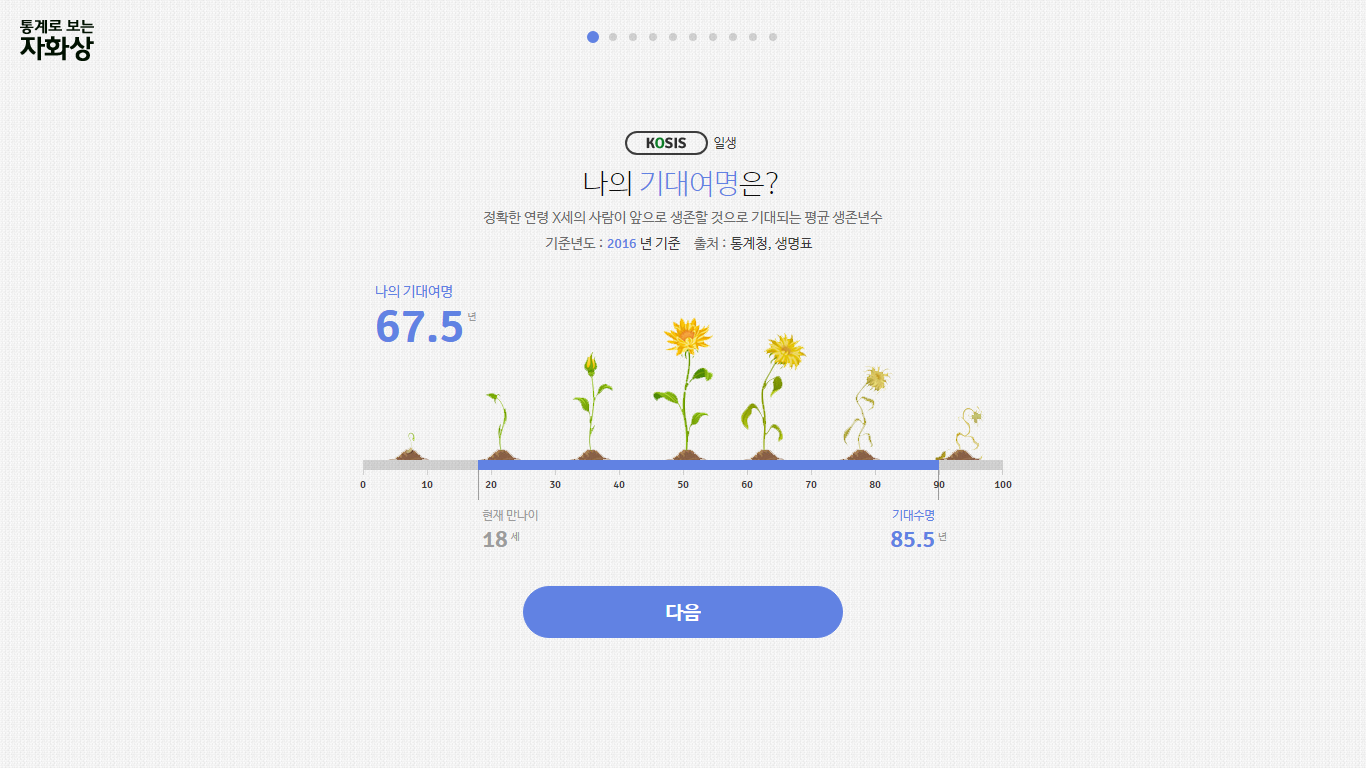 통계로 보는
자화상
KOSIS 일생
나의 기대여명은?
정확한 연령 X세의 사람이 앞으로 생존할 것으로 기대되는 평균 생존년수
기준년도 : 2016 년 기준 출처 : 통계청, 생명표
나의 기대여명
67.5 년
0 10 20 30 40 50 60 70 80 90 100
현재 만나이
18 세
기대수명
85.5 년
다음